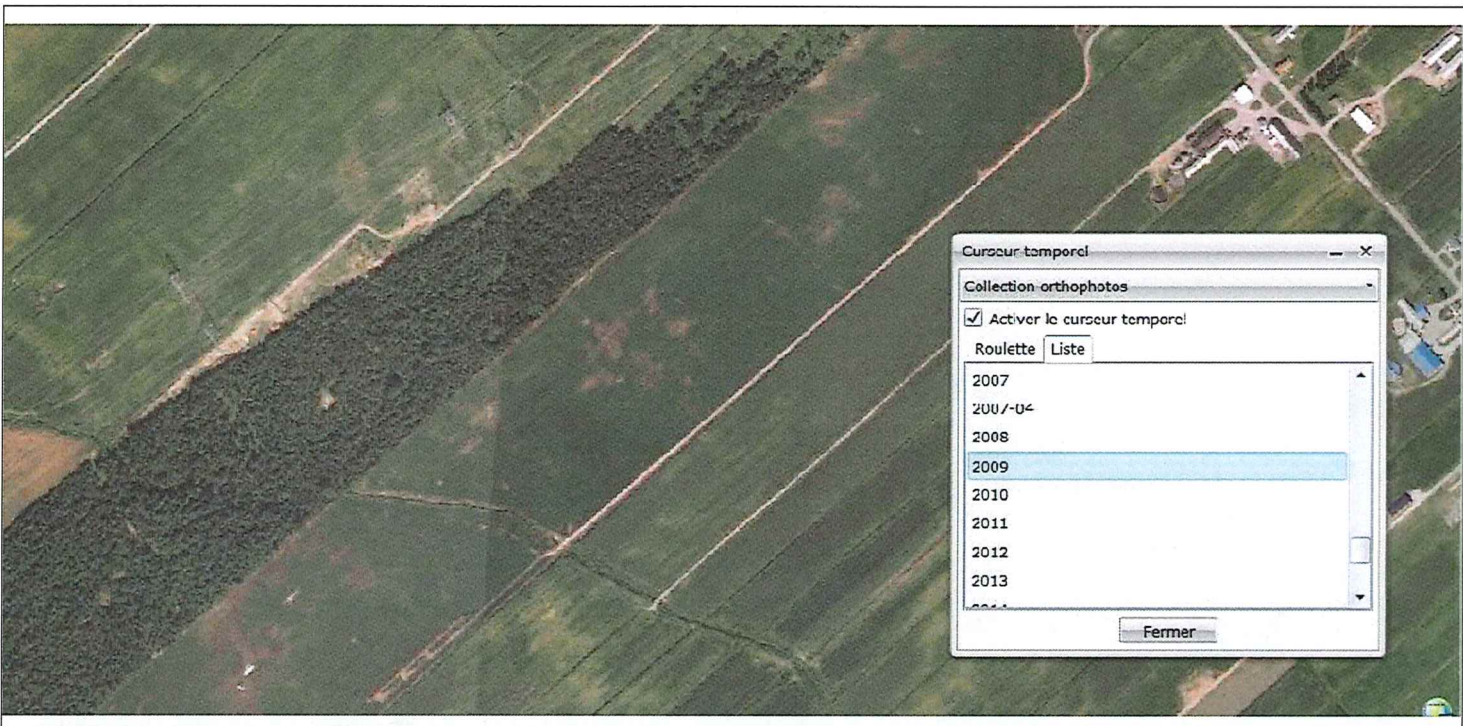 Curseur temporel
Collection orthophotos
Activer le curseur temporel
Roulette Liste
2007
2007-04
2008
2009
2010
2011
2012
2013
2014
Fermer